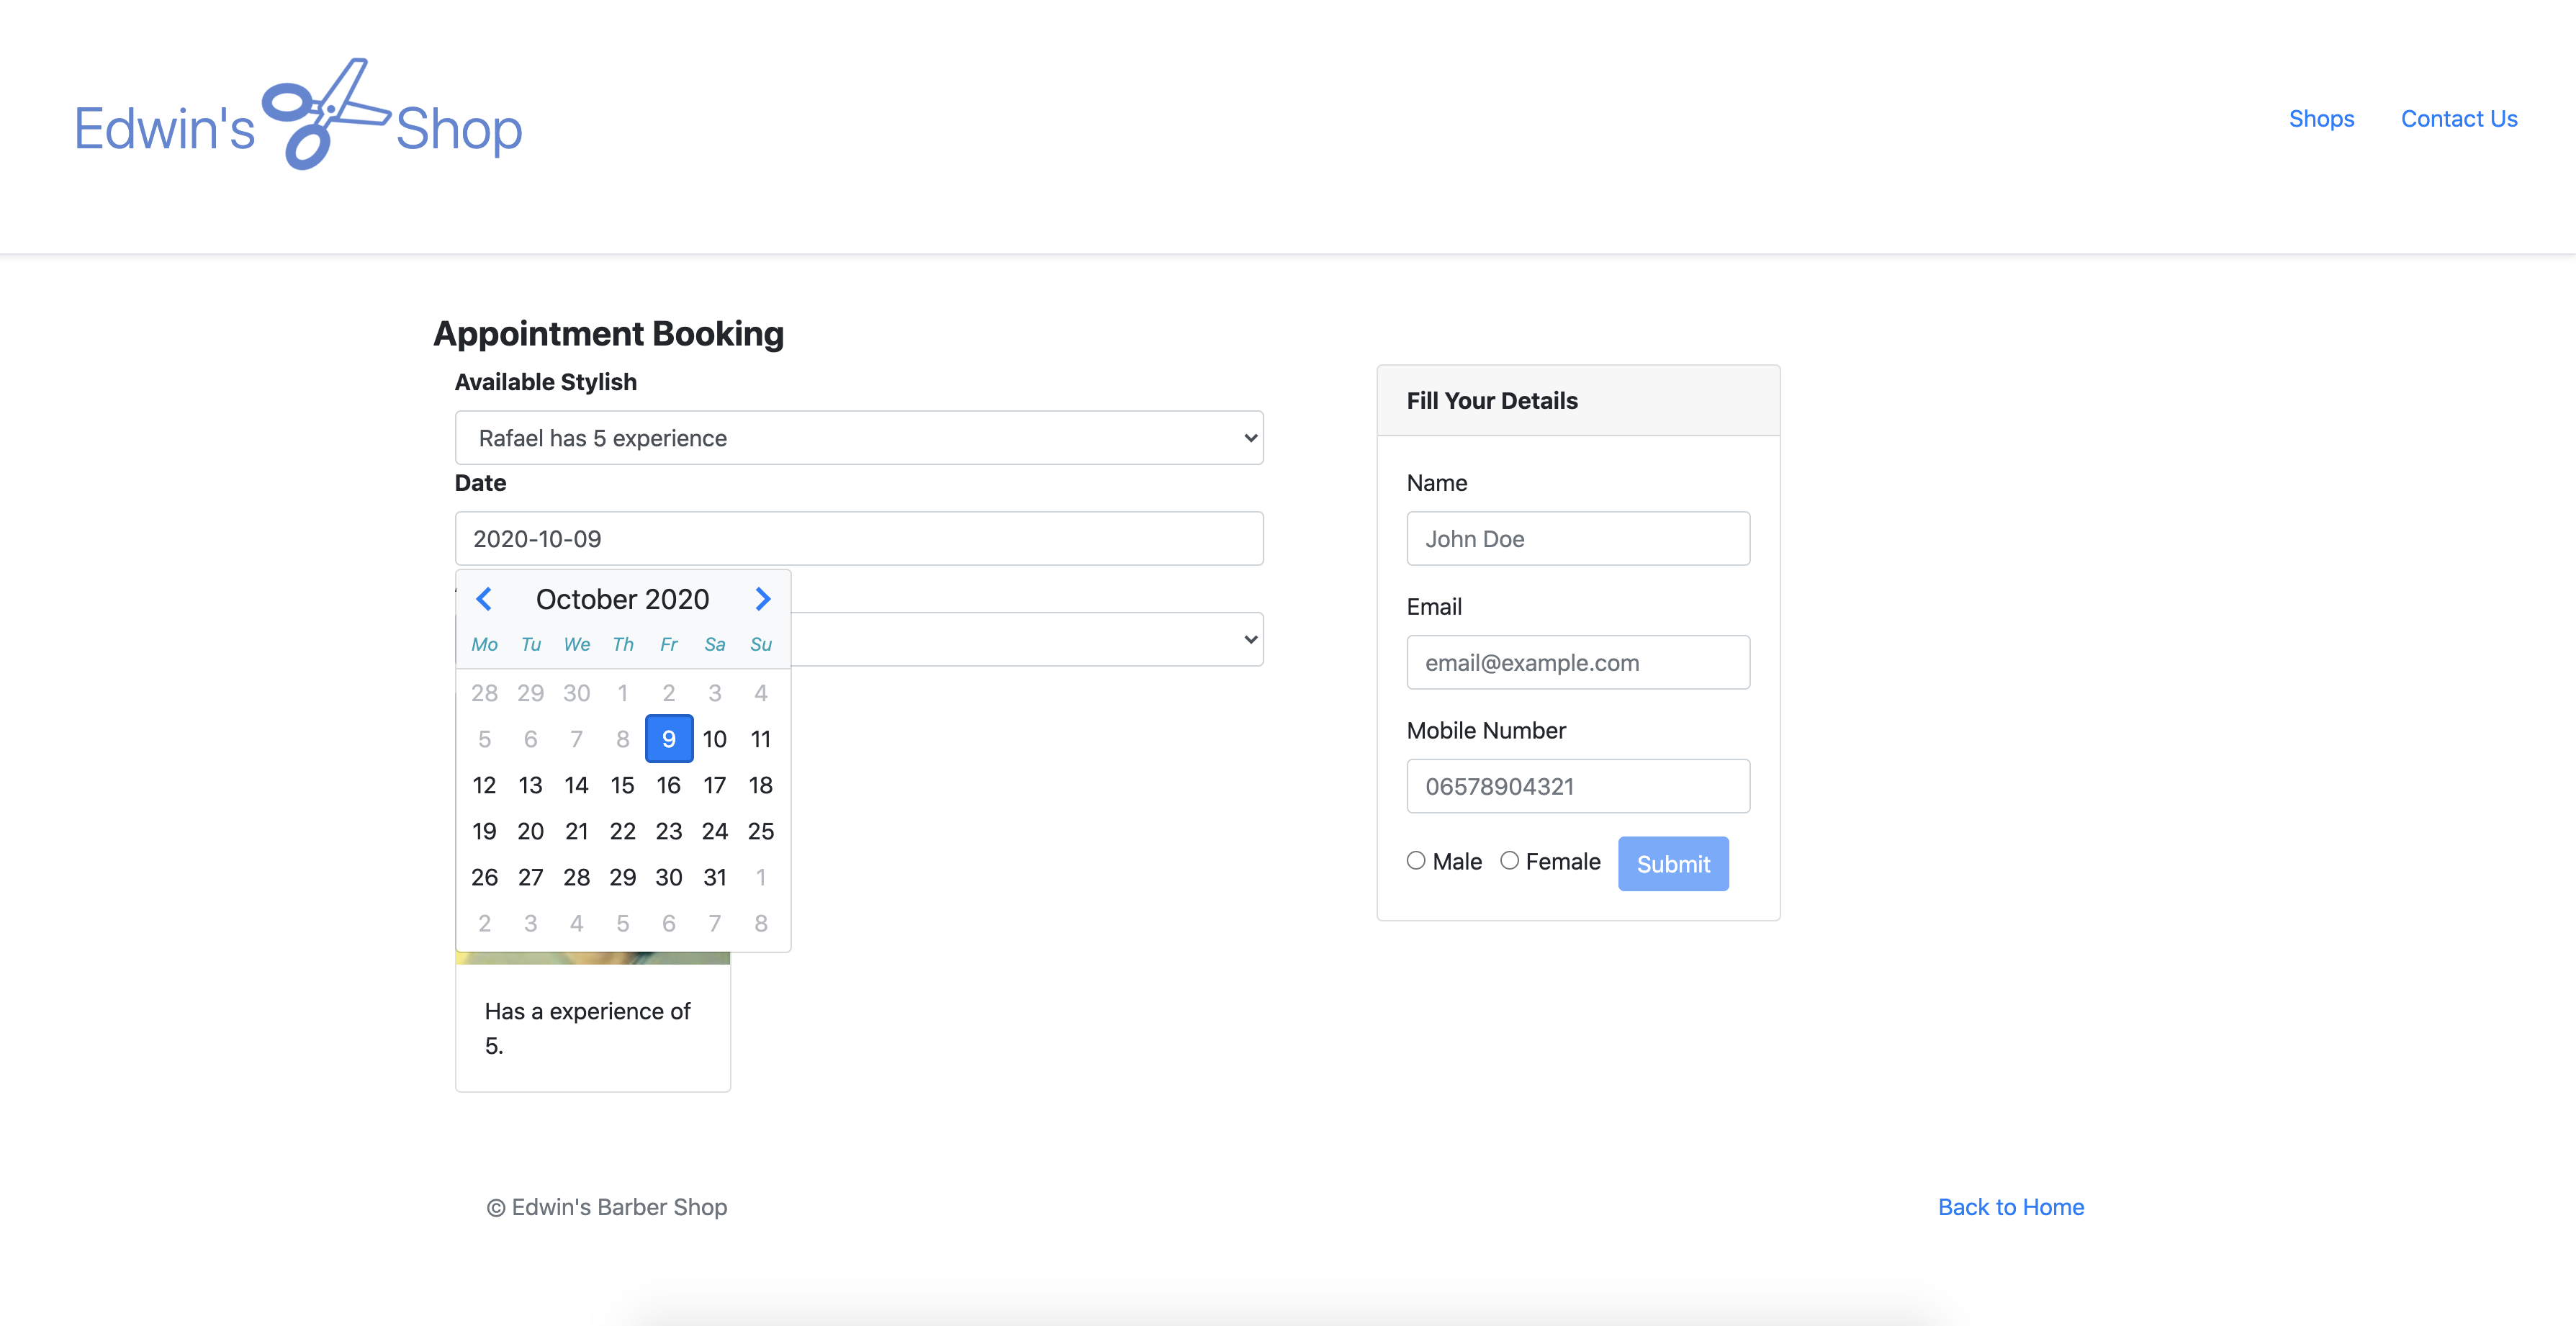 Edwin's Shop
Shops Contact Us
Appointment Booking
Available Stylish
Rafael has 5 experience
Date
2020-10-09
October 2020
Mo Tu We Th Fr Sa Su
28 29 30 1 2 3 4
5 6 7 8 9 10 11
12 13 14 15 16 17 18
19 20 21 22 23 24 25
26 27 28 29 30 31 1
2 3 4 5 6 7 8
Has a experience of
5.
Fill Your Details
Name
John Doe
Email
email@example.com
Mobile Number
06578904321
Male Female Submit
© Edwin's Barber Shop
Back to Home